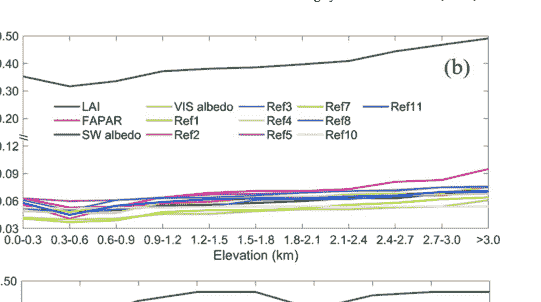 0.50
(b)
0.40
0.30
LAI VIS albedo Ref3 Ref7 Ref11
FAPAR Ref1 Ref4 Ref8
SW albedo Ref2 Ref5 Ref10
0.20
0.12
0.09
0.06
0.03
0.0-0.3 0.3-0.6 0.6-0.9 0.9-1.2 1.2-1.5 1.5-1.8 1.8-2.1 2.1-2.4 2.4-2.7 2.7-3.0 >3.0
Elevation (km)
.50